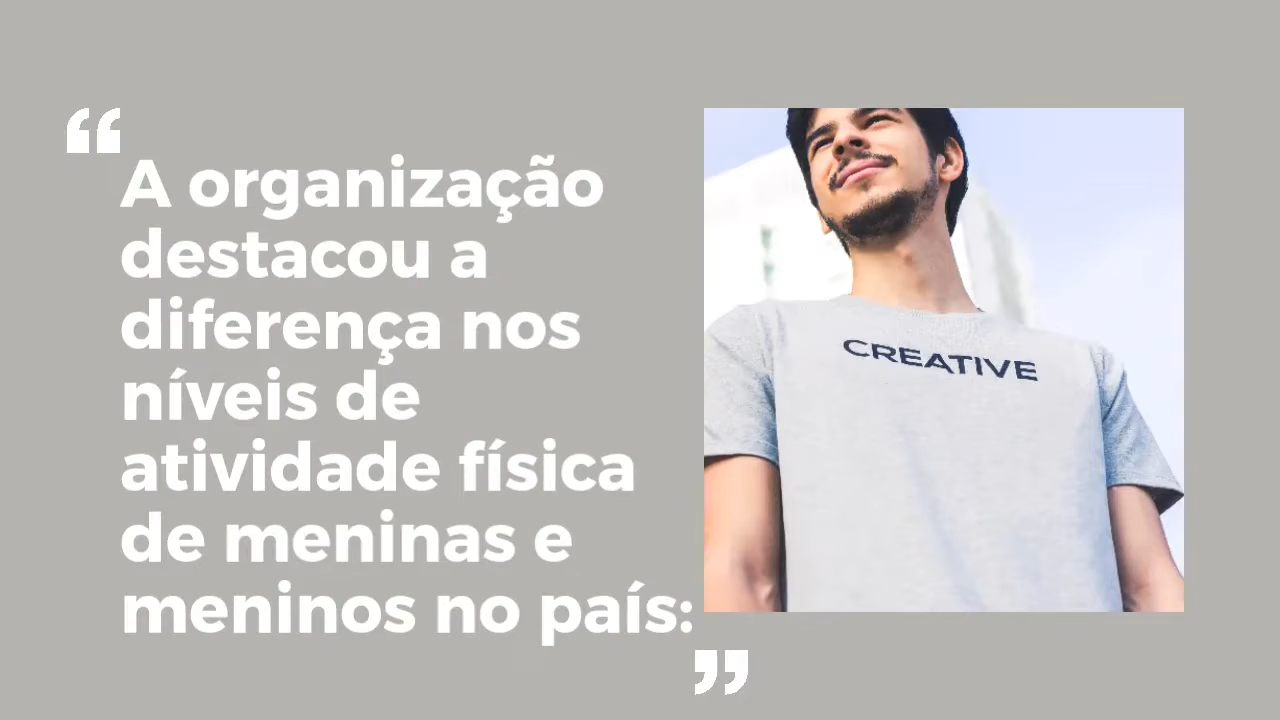 “
A organização
destacou a
diferença nos
níveis de
atividade física
de meninas e
meninos no país:
”
CREATIVE